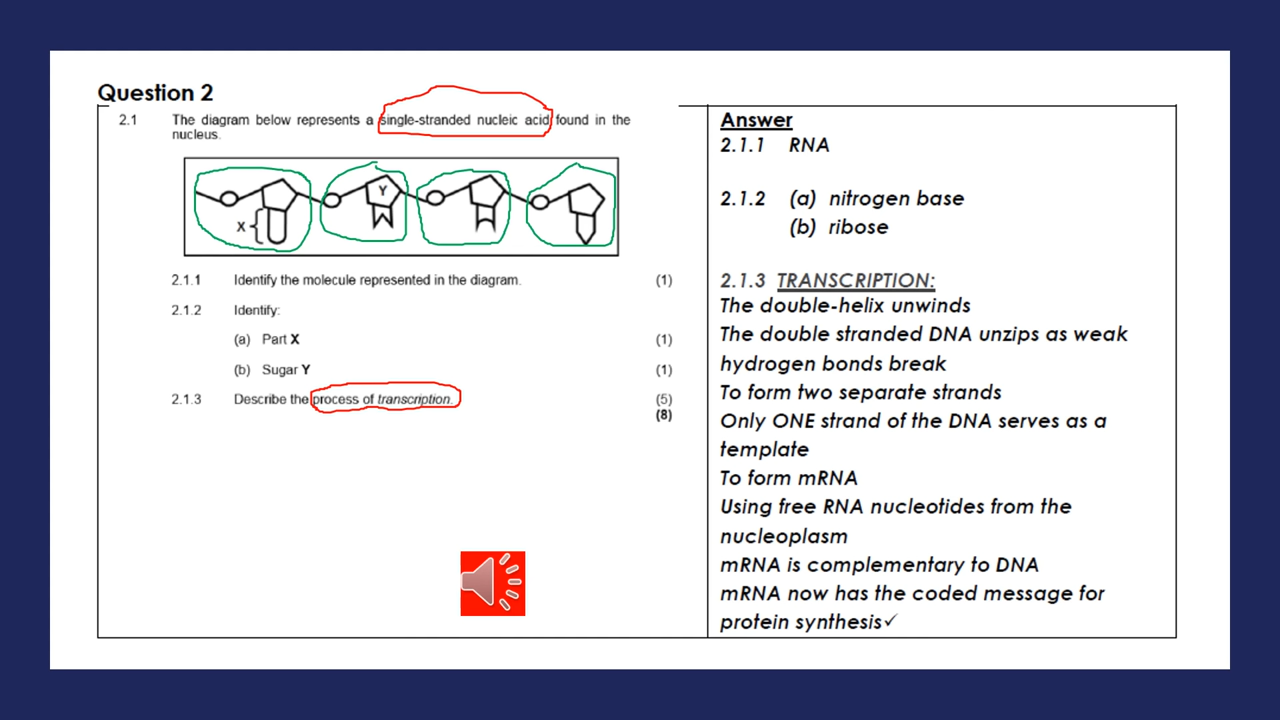 Question 2
2.1 The diagram below represents a single-stranded nucleic acid found in the
nucleus.
Y
X
2.1.1 Identify the molecule represented in the diagram. (1)
2.1.2 Identify:
(a) Part X (1)
(b) Sugar Y (1)
2.1.3 Describe the process of transcription. (5)
(8)
Answer
2.1.1 RNA
2.1.2 (a) nitrogen base
(b) ribose
2.1.3 TRANSCRIPTION:
The double-helix unwinds
The double stranded DNA unzips as weak
hydrogen bonds break
To form two separate strands
Only ONE strand of the DNA serves as a
template
To form mRNA
Using free RNA nucleotides from the
nucleoplasm
mRNA is complementary to DNA
mRNA now has the coded message for
protein synthesis✓